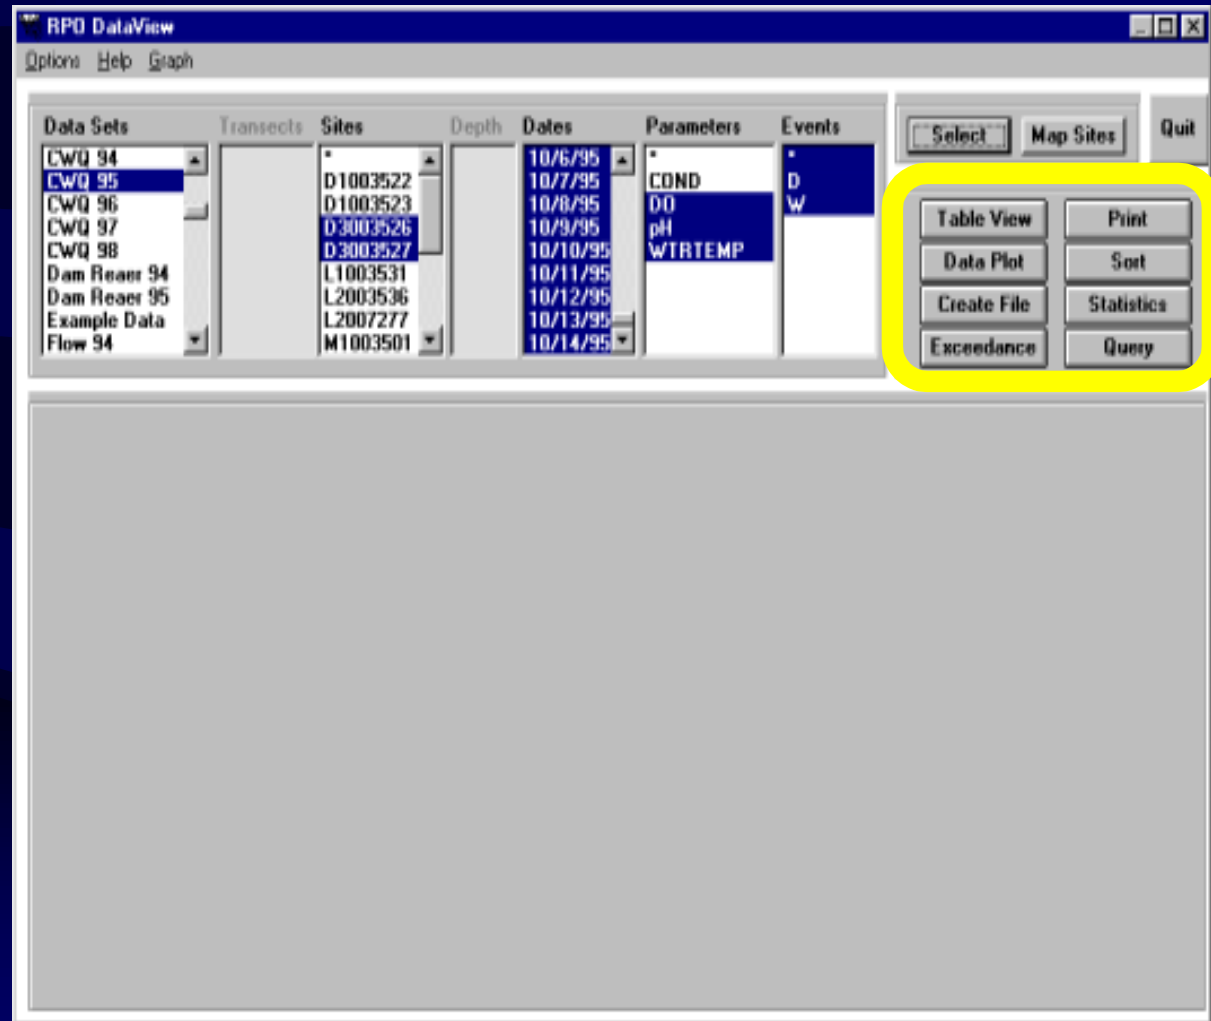 RPO DataView
Options Help Graph
Data Sets Transects Sites Depth Dates Parameters Events
CWQ 94
CWQ 95
CWQ 96
CWQ 97
CWQ 98
Dam Reaer 94
Dam Reaer 95
Example Data
Flow 94
*
D1003522
D1003523
D3003526
D3003527
L1003531
L2003536
L2007277
M1003501
10/6/95
10/7/95
10/8/95
10/9/95
10/10/95
10/11/95
10/12/95
10/13/95
10/14/95
*
COND
DO
pH
WTRTEMP
*
D
W
Select Map Sites Quit
Table View Print
Data Plot Sort
Create File Statistics
Exceedance Query